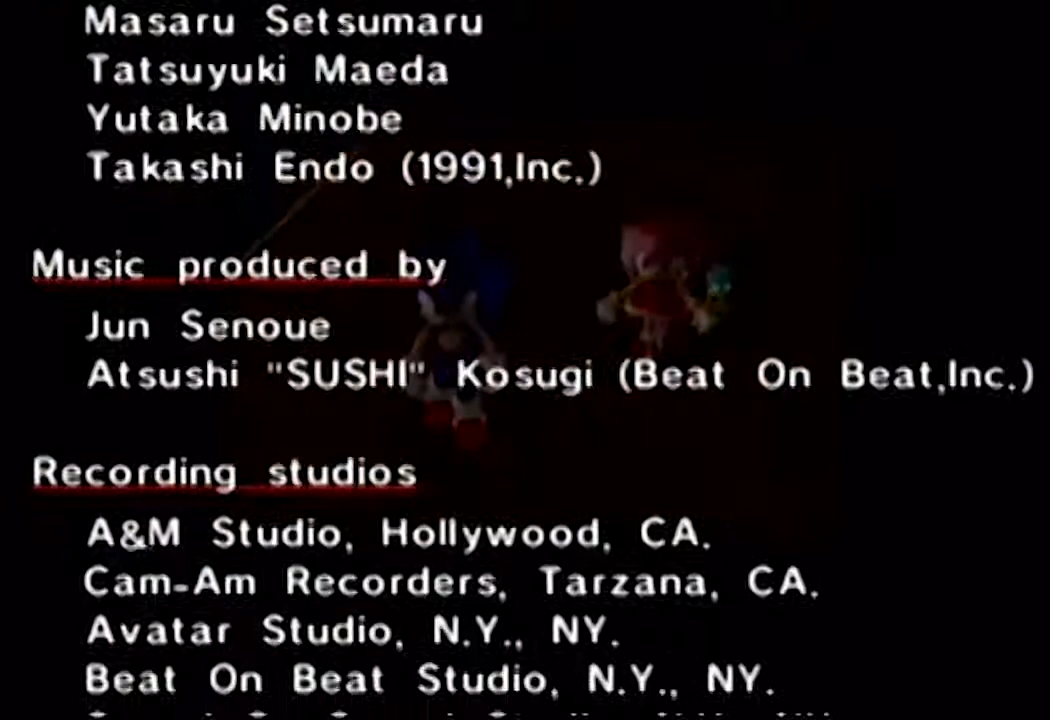 Masaru Setsumaru
Tatsuyuki Maeda
Yutaka Minobe
Takashi Endo (1991,Inc.)
Music produced by
Jun Senoue
Atsushi "SUSHI" Kosugi (Beat On Beat,Inc.)
Recording studios
A&M Studio, Hollywood, CA.
Cam-Am Recorders, Tarzana, CA.
Avatar Studio, N.Y., NY.
Beat On Beat Studio, N.Y., NY.